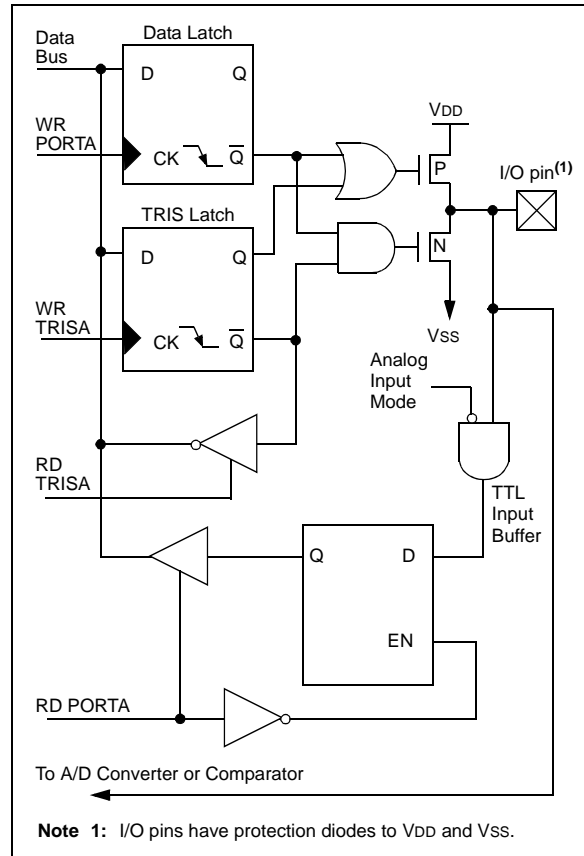 Data Latch
Data
Bus
D
Q
WR
PORTA
CK
Q
VDD
P
I/O pin(1)
TRIS Latch
D
Q
N
WR
TRISA
CK
Q
VSS
Analog
Input
Mode
RD
TRISA
TTL
Input
Buffer
Q
D
EN
RD PORTA
To A/D Converter or Comparator
Note 1: I/O pins have protection diodes to VDD and VSS.